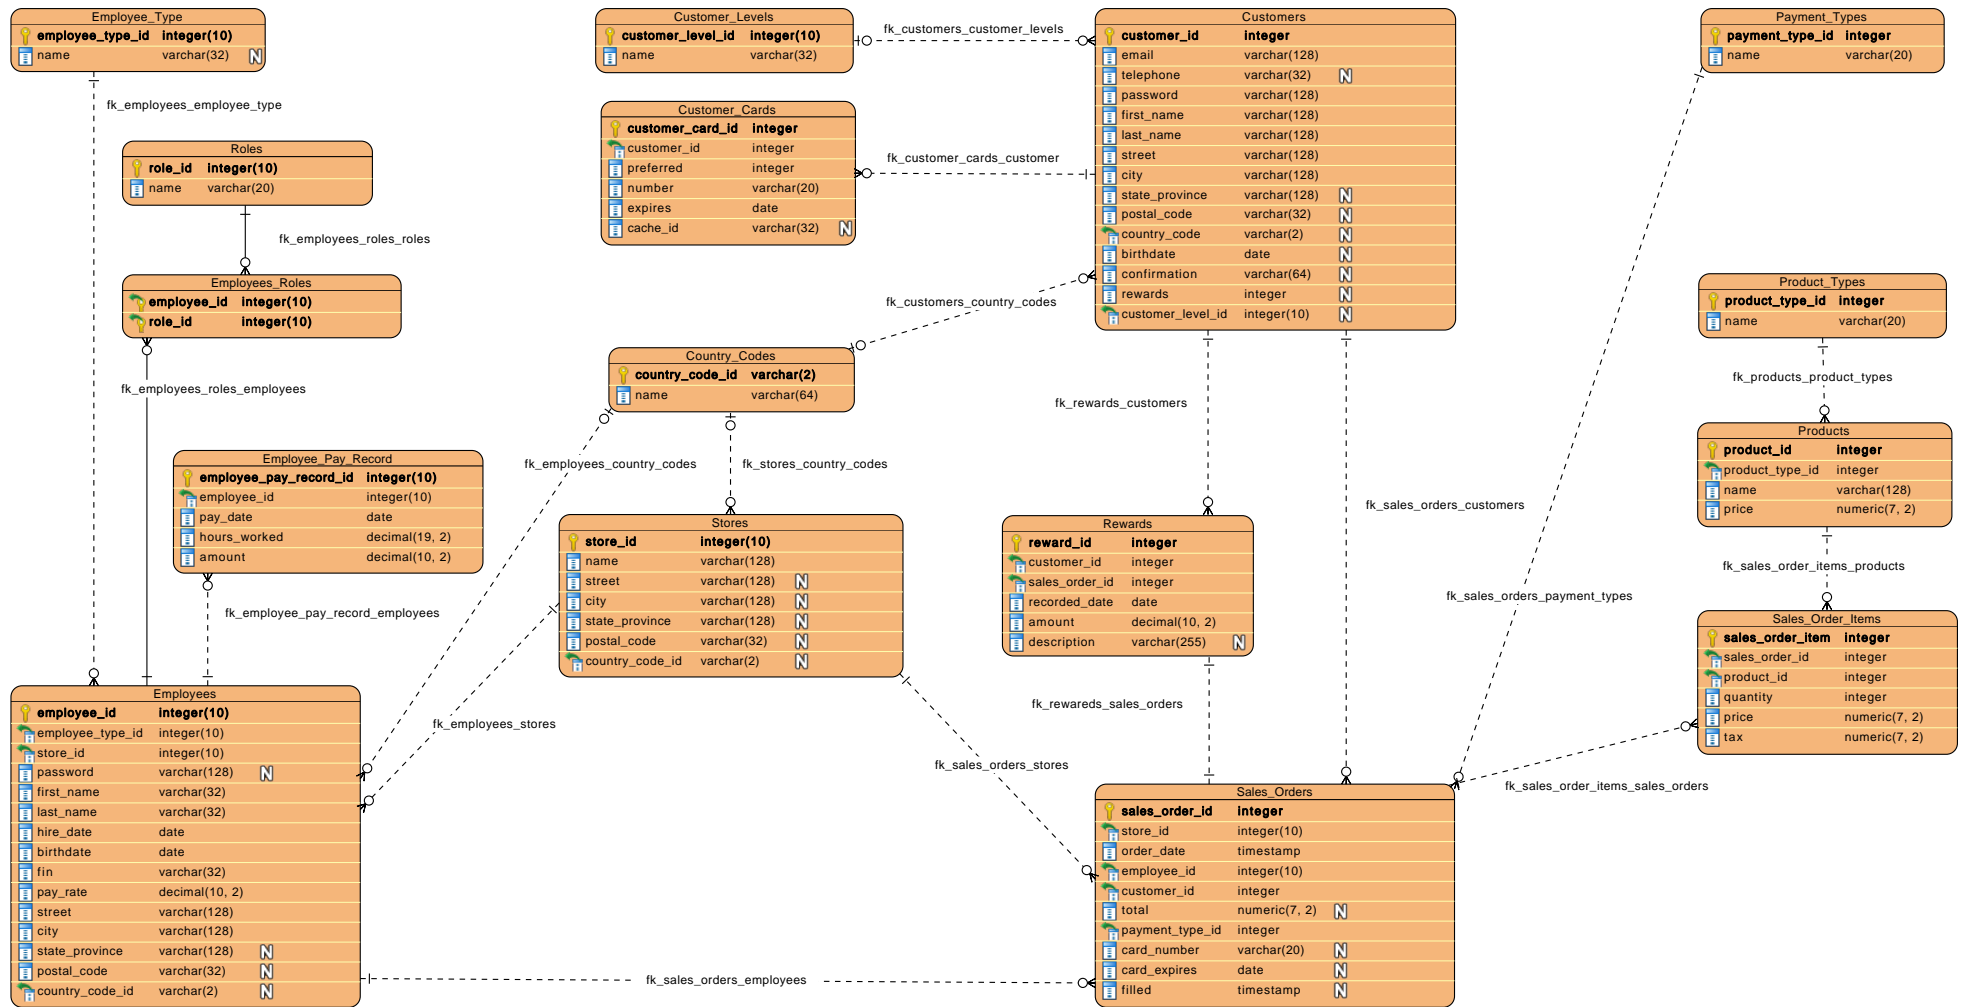 Employee_Type
employee_type_id integer(10)
name varchar(32) N
fk_employees_employee_type
Roles
role_id integer(10)
name varchar(20)
fk_employees_roles_roles
Employees_Roles
employee_id integer(10)
role_id integer(10)
fk_employees_roles_employees
Employee_Pay_Record
employee_pay_record_id integer(10)
employee_id integer(10)
pay_date date
hours_worked decimal(19, 2)
amount decimal(10, 2)
fk_employee_pay_record_employees
Employees
employee_id integer(10)
employee_type_id integer(10)
store_id integer(10)
password varchar(128) N
first_name varchar(32)
last_name varchar(32)
hire_date date
birthdate date
fin varchar(32)
pay_rate decimal(10, 2)
street varchar(128)
city varchar(128)
state_province varchar(128) N
postal_code varchar(32) N
country_code_id varchar(2) N
Customer_Levels
customer_level_id integer(10)
name varchar(32)
fk_customers_customer_levels
Customer_Cards
customer_card_id integer
customer_id integer
preferred integer
number varchar(20)
expires date
cache_id varchar(32) N
fk_customer_cards_customer
fk_customers_country_codes
Country_Codes
country_code_id varchar(2)
name varchar(64)
fk_employees_country_codes
fk_stores_country_codes
Stores
store_id integer(10)
name varchar(128)
street varchar(128) N
city varchar(128) N
state_province varchar(128) N
postal_code varchar(32) N
country_code_id varchar(2) N
fk_employees_stores
fk_sales_orders_stores
fk_sales_orders_employees
Customers
customer_id integer
email varchar(128)
telephone varchar(32) N
password varchar(128)
first_name varchar(128)
last_name varchar(128)
street varchar(128)
city varchar(128)
state_province varchar(128) N
postal_code varchar(32) N
country_code varchar(2) N
birthdate date N
confirmation varchar(64) N
rewards integer N
customer_level_id integer(10) N
fk_rewards_customers
fk_sales_orders_customers
Rewards
reward_id integer
customer_id integer
sales_order_id integer
recorded_date date
amount decimal(10, 2)
description varchar(255) N
fk_rewareds_sales_orders
Sales_Orders
sales_order_id integer
store_id integer(10)
order_date timestamp
employee_id integer(10)
customer_id integer
total numeric(7, 2) N
payment_type_id integer
card_number varchar(20) N
card_expires date N
filled timestamp N
Payment_Types
payment_type_id integer
name varchar(20)
fk_sales_orders_payment_types
Product_Types
product_type_id integer
name varchar(20)
fk_products_product_types
Products
product_id integer
product_type_id integer
name varchar(128)
price numeric(7, 2)
fk_sales_order_items_products
Sales_Order_Items
sales_order_item integer
sales_order_id integer
product_id integer
quantity integer
price numeric(7, 2)
tax numeric(7, 2)
fk_sales_order_items_sales_orders